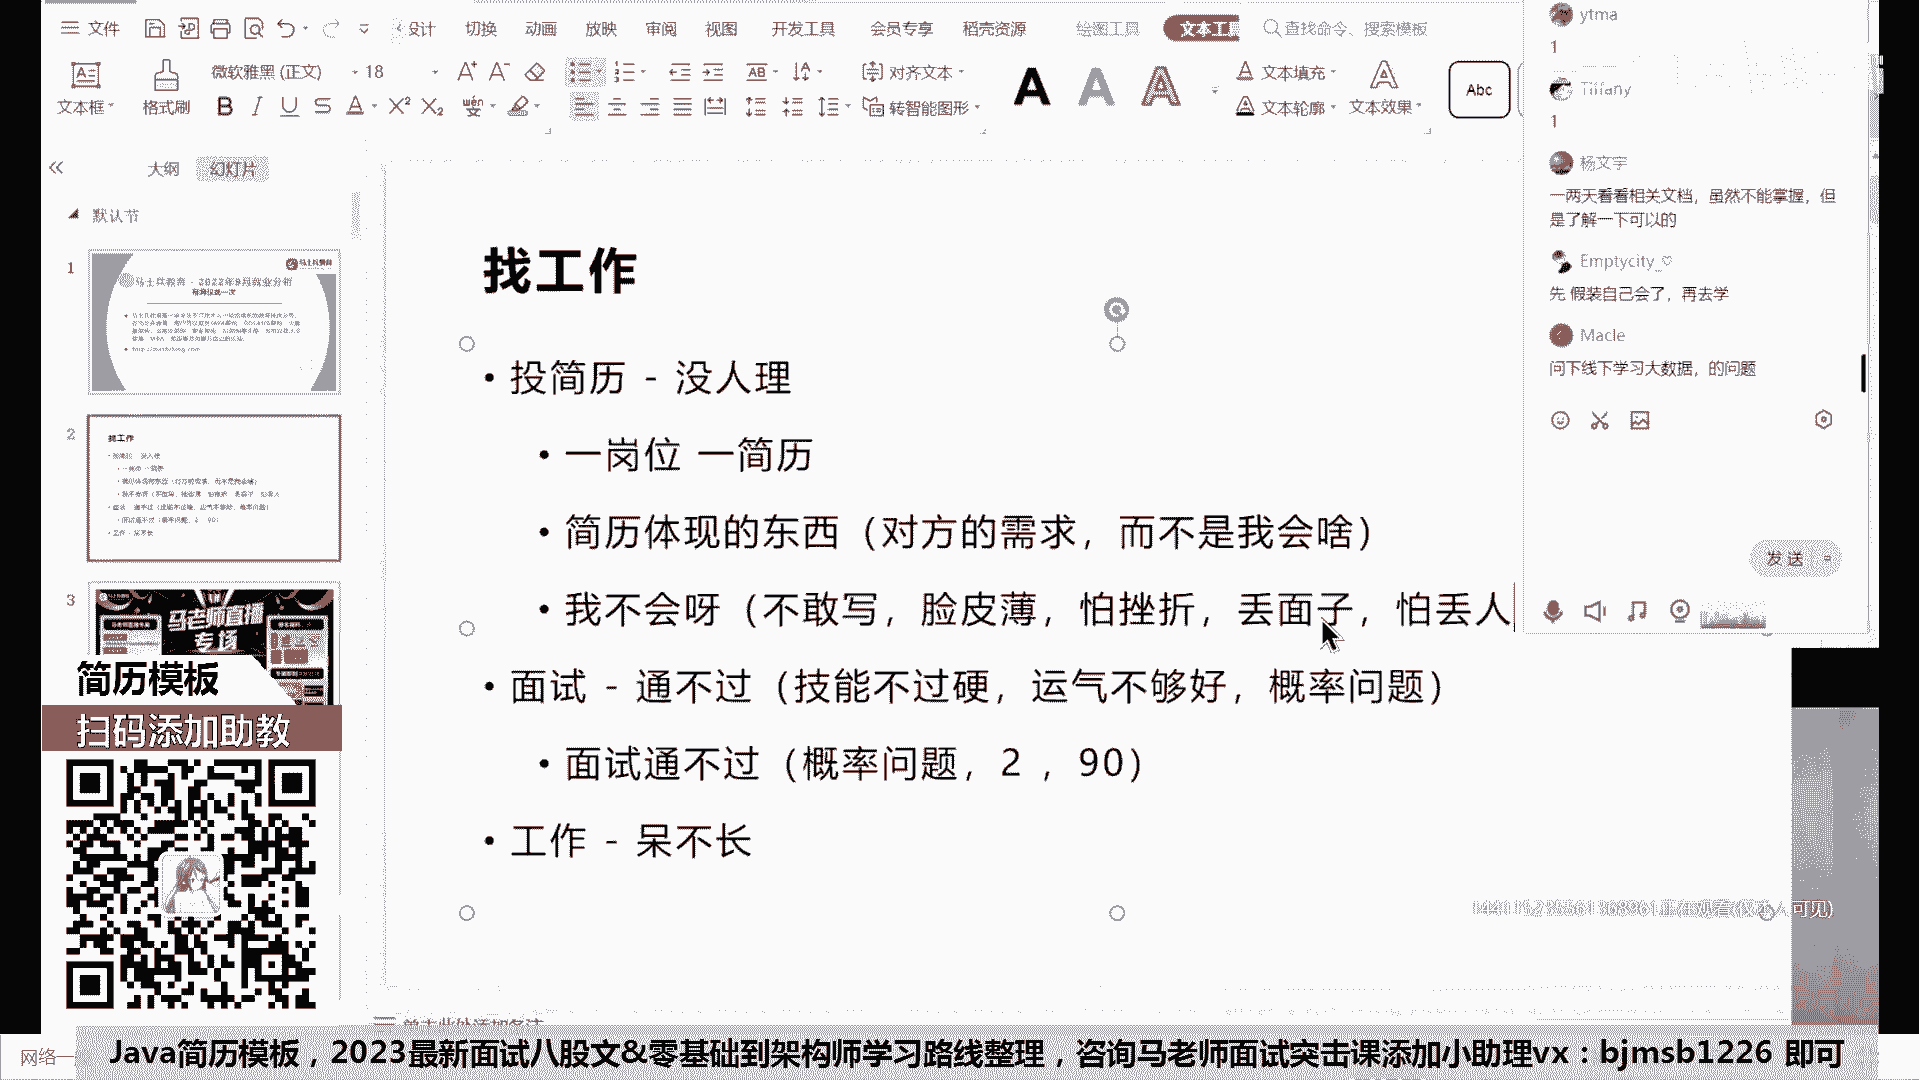 文件
设计
切换
动画
放映
审阅
视图
开发工具
会员专享
稻壳资源
绘图工具
文本工具
查找命令、搜索模板
文本框
格式刷
微软雅黑 (正文)
18
对齐文本
转智能图形
文本填充
文本轮廓
文本效果
Abc
大纲
幻灯片
默认节
1
2
3
找工作
投简历 - 没人理
一岗位 一简历
简历体现的东西（对方的需求，而不是我会啥）
我不会呀（不敢写，脸皮薄，怕挫折，丢面子，怕丢人
面试 - 通不过（技能不过硬，运气不够好，概率问题）
面试通不过（概率问题，2 ，90）
工作 - 呆不长
ytma
1
Tiffany
1
杨文宇
一两天看看相关文档，虽然不能掌握，但
是了解一下可以的
Emptycity_♡
先 假装自己会了，再去学
Macle
问下线下学习大数据，的问题
发送
马老师直播
专场
简历模板
扫码添加助教
可见)
网络一
Java简历模板，2023最新面试八股文&零基础到架构师学习路线整理，咨询马老师面试突击课添加小助理vx：bjmsb1226 即可